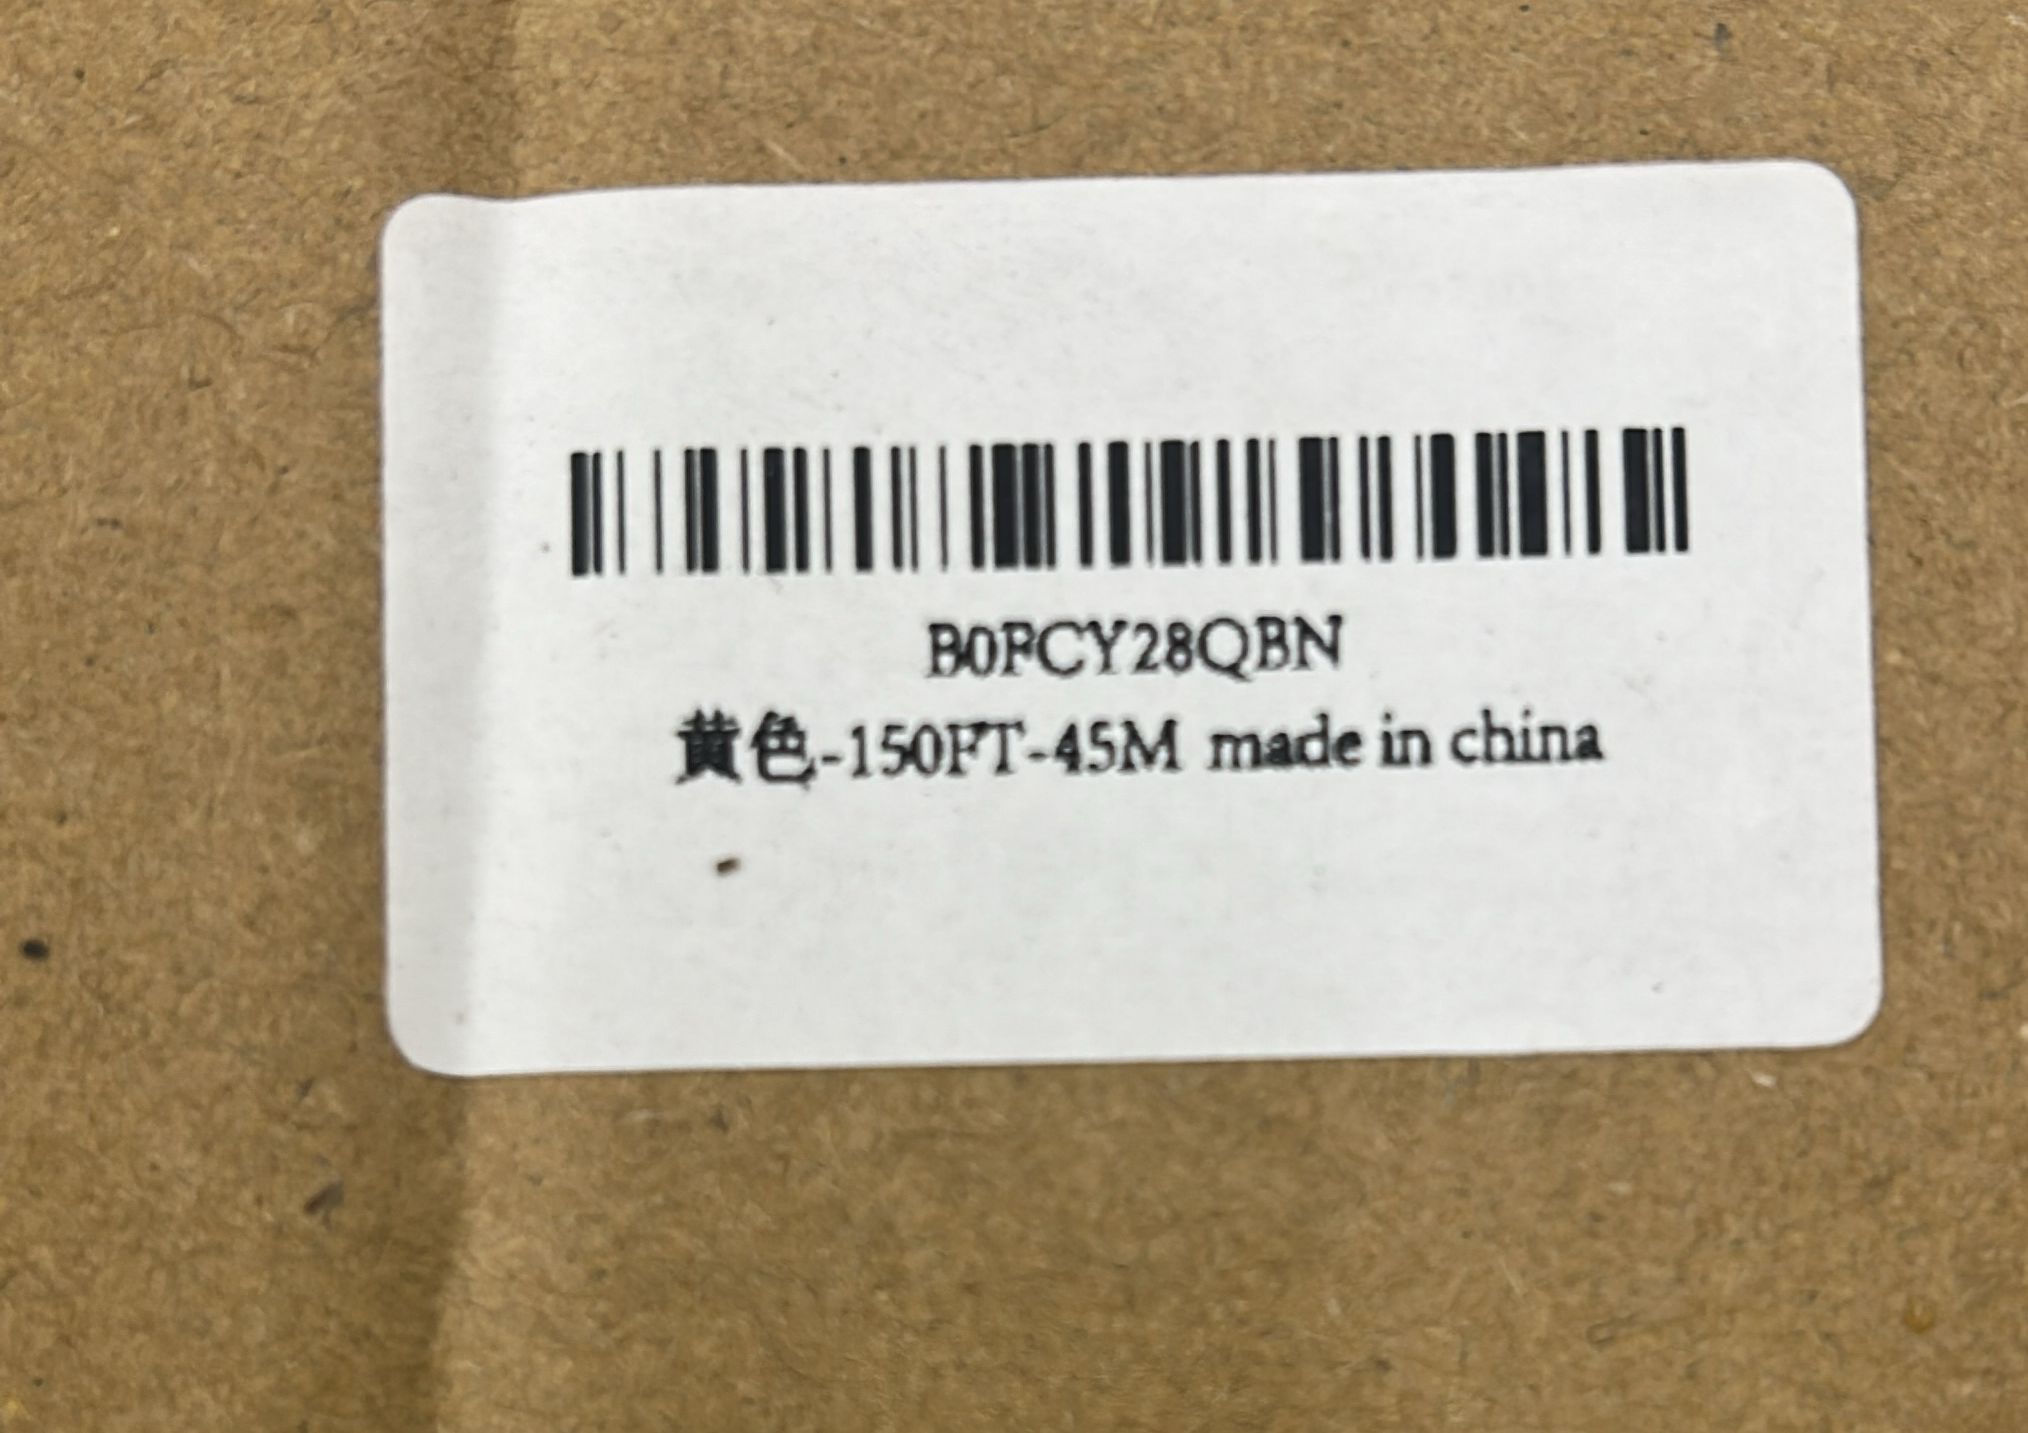 B0FCY28QBN
黄色-150FT-45M made in china